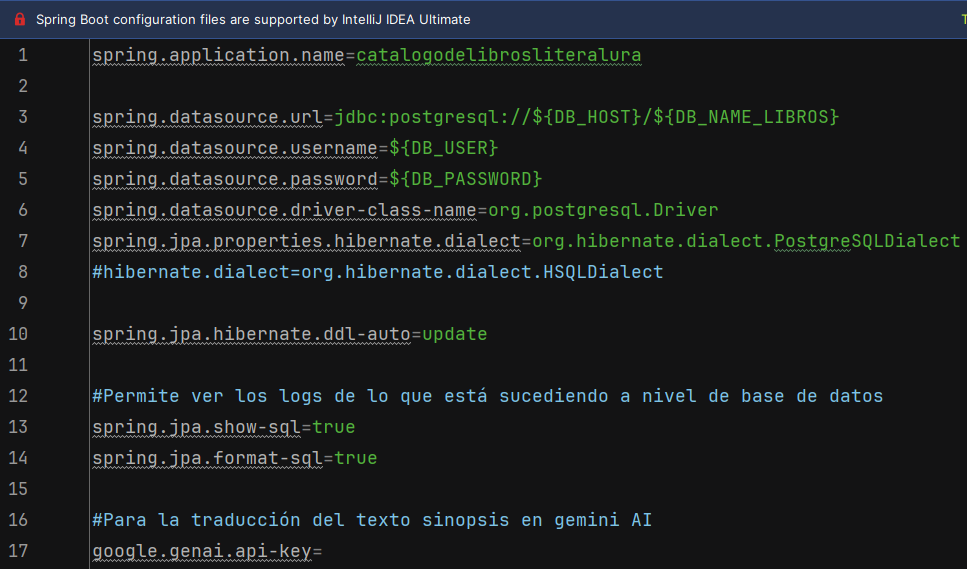 Spring Boot configuration files are supported by IntelliJ IDEA Ultimate
1 spring.application.name=catalogodelibrosliteralura
2
3 spring.datasource.url=jdbc:postgresql://${DB_HOST}/${DB_NAME_LIBROS}
4 spring.datasource.username=${DB_USER}
5 spring.datasource.password=${DB_PASSWORD}
6 spring.datasource.driver-class-name=org.postgresql.Driver
7 spring.jpa.properties.hibernate.dialect=org.hibernate.dialect.PostgreSQLDialect
8 #hibernate.dialect=org.hibernate.dialect.HSQLDialect
9
10 spring.jpa.hibernate.ddl-auto=update
11
12 #Permite ver los logs de lo que está sucediendo a nivel de base de datos
13 spring.jpa.show-sql=true
14 spring.jpa.format-sql=true
15
16 #Para la traducción del texto sinopsis en gemini AI
17 google.genai.api-key=